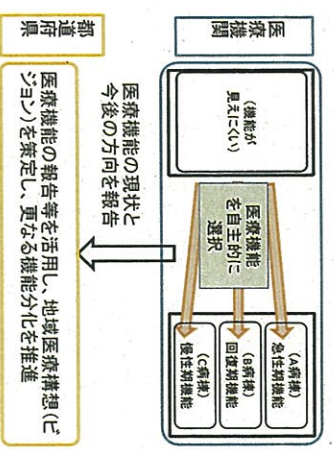 医療機関
(機能が
見えにくい)
医療機能
を自主的に
選択
(A病棟)
急性期機能
(B病棟)
回復期機能
(C病棟)
慢性期機能
医療機能の現状と
今後の方向を報告
都道府県
医療機能の報告等を活用し、地域医療構想(ビ
ジョン)を策定し、更なる機能分化を推進